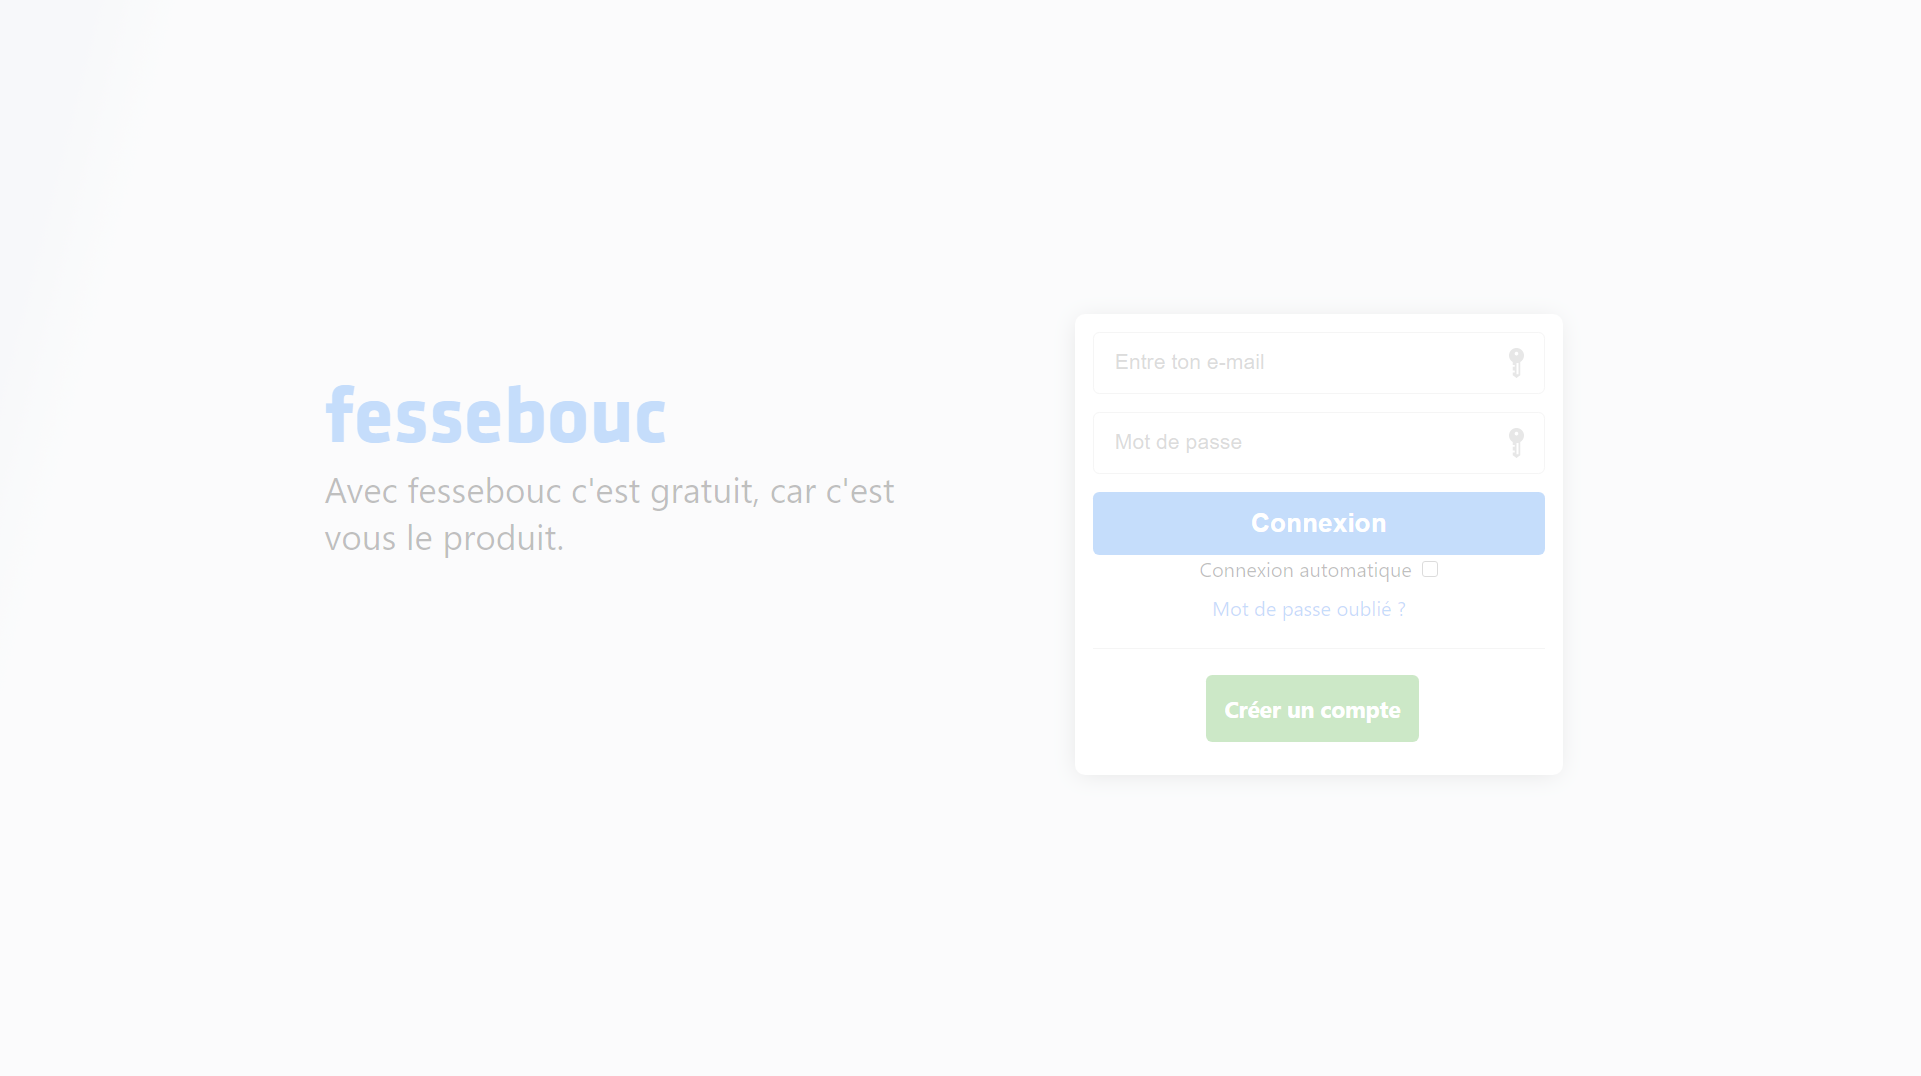 fessebouc
Avec fessebouc c'est gratuit, car c'est
vous le produit.
Entre ton e-mail
Mot de passe
Connexion
Connexion automatique
Mot de passe oublié ?
Créer un compte